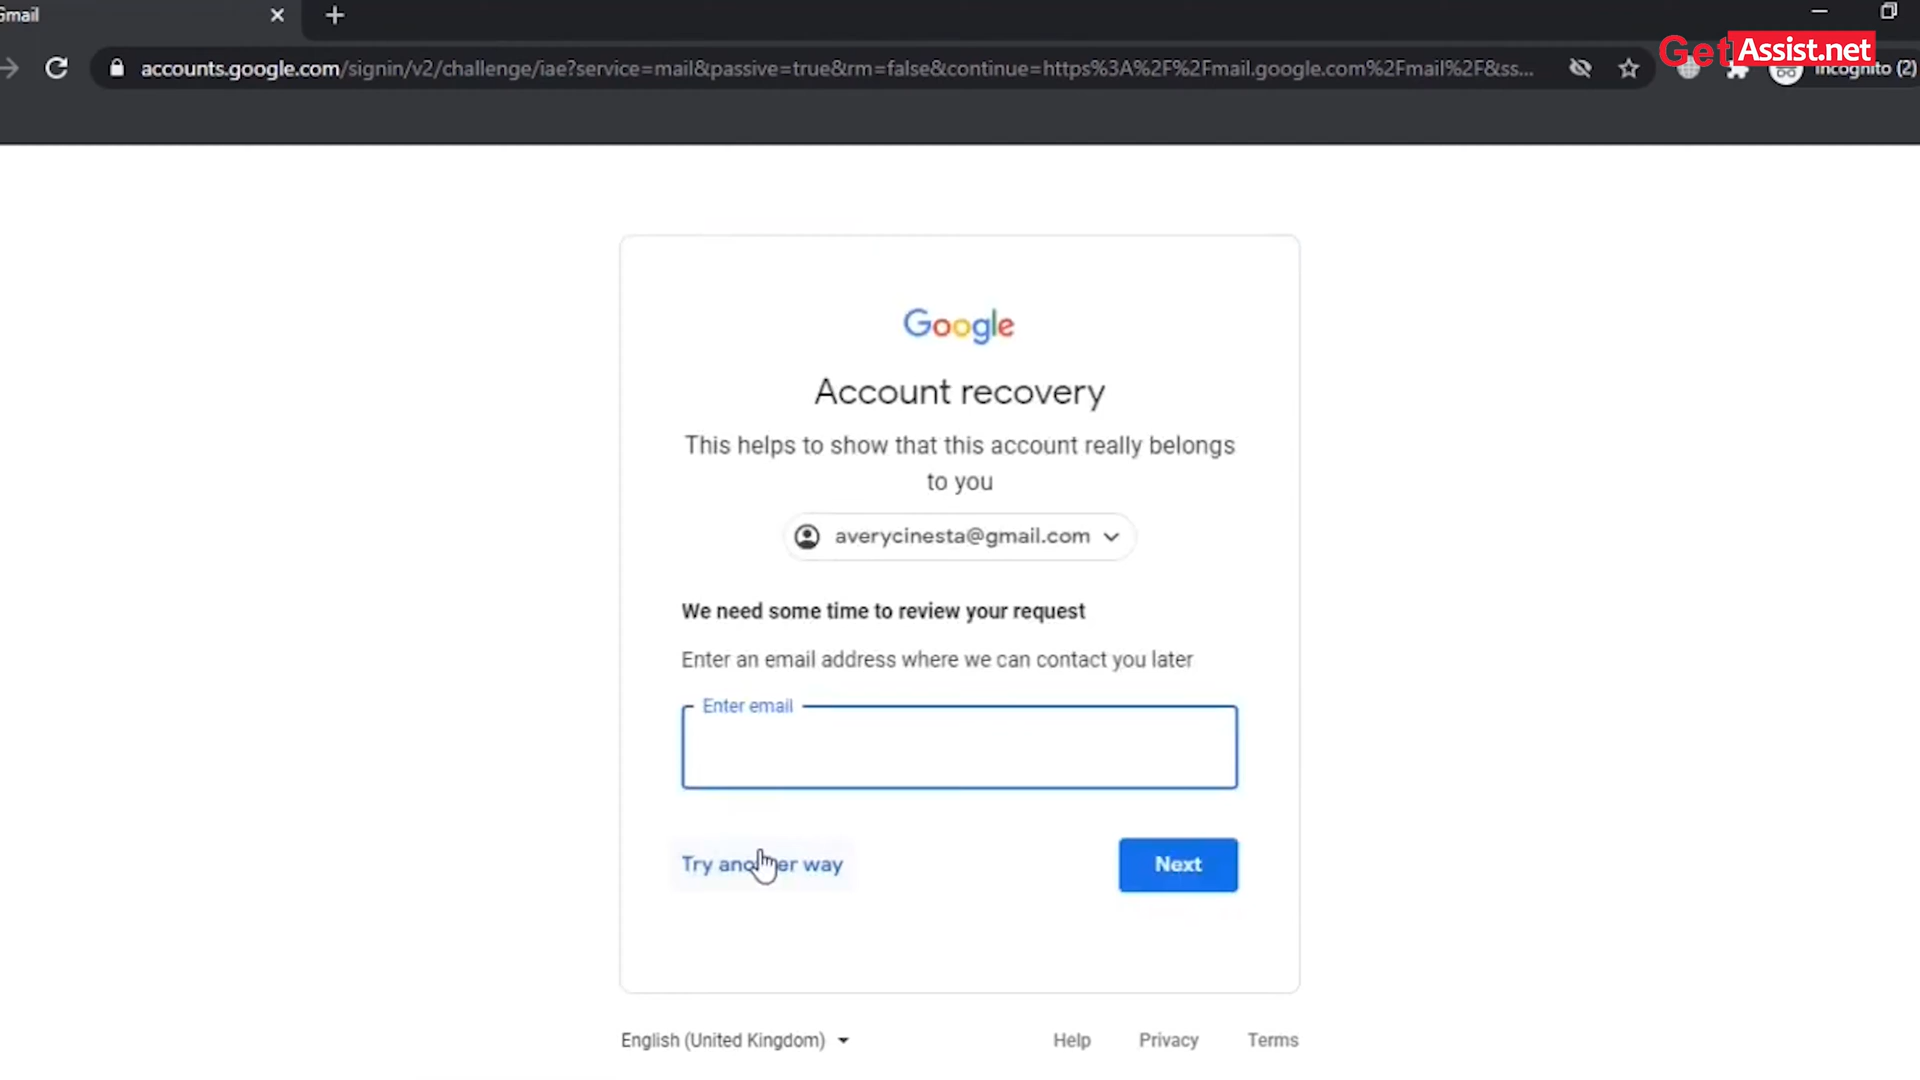 Gmail
GetAssist.net
accounts.google.com/signin/v2/challenge/iae?service=mail&passive=true&rm=false&continue=https%3A%2F%2Fmail.google.com%2Fmail%2F&ss...
Incognito (2)
Google
Account recovery
This helps to show that this account really belongs
to you
averycinesta@gmail.com
We need some time to review your request
Enter an email address where we can contact you later
Enter email
Try another way
Next
English (United Kingdom)
Help
Privacy
Terms